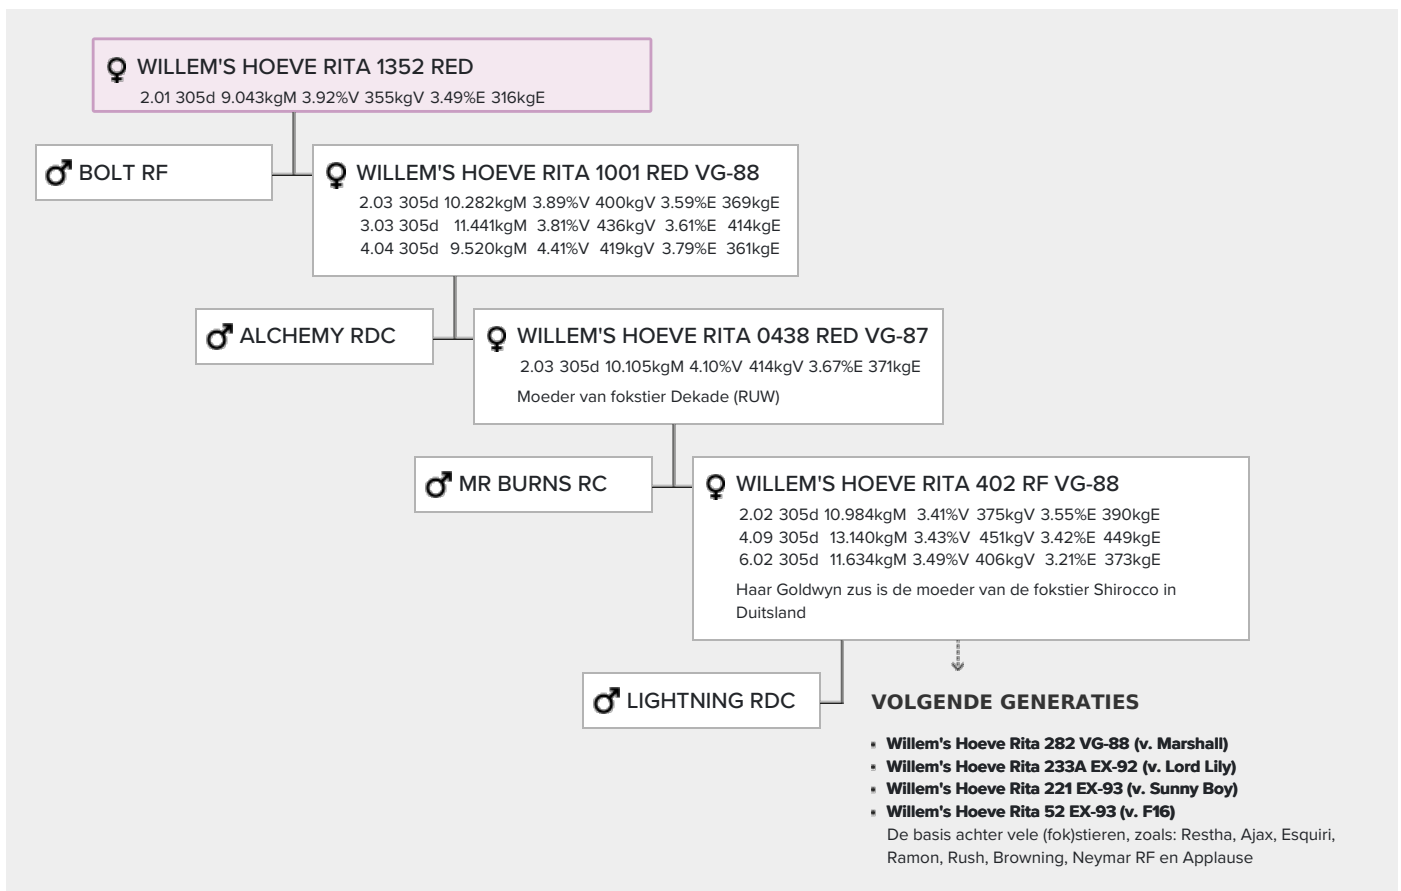 WILLEM'S HOEVE RITA 1352 RED
2.01 305d 9.043kgM 3.92%V 355kgV 3.49%E 316kgE
BOLT RF
WILLEM'S HOEVE RITA 1001 RED VG-88
2.03 305d 10.282kgM 3.89%V 400kgV 3.59%E 369kgE
3.03 305d 11.441kgM 3.81%V 436kgV 3.61%E 414kgE
4.04 305d 9.520kgM 4.41%V 419kgV 3.79%E 361kgE
ALCHEMY RDC
WILLEM'S HOEVE RITA 0438 RED VG-87
2.03 305d 10.105kgM 4.10%V 414kgV 3.67%E 371kgE
Moeder van fokstier Dekade (RUW)
MR BURNS RC
WILLEM'S HOEVE RITA 402 RF VG-88
2.02 305d 10.984kgM 3.41%V 375kgV 3.55%E 390kgE
4.09 305d 13.140kgM 3.43%V 451kgV 3.42%E 449kgE
6.02 305d 11.634kgM 3.49%V 406kgV 3.21%E 373kgE
Haar Goldwyn zus is de moeder van de fokstier Shirocco in
Duitsland
LIGHTNING RDC
VOLGENDE GENERATIES
Willem's Hoeve Rita 282 VG-88 (v. Marshall)
Willem's Hoeve Rita 233A EX-92 (v. Lord Lily)
Willem's Hoeve Rita 221 EX-93 (v. Sunny Boy)
Willem's Hoeve Rita 52 EX-93 (v. F16)
De basis achter vele (fok)stieren, zoals: Restha, Ajax, Esquiri,
Ramon, Rush, Browning, Neymar RF en Applause